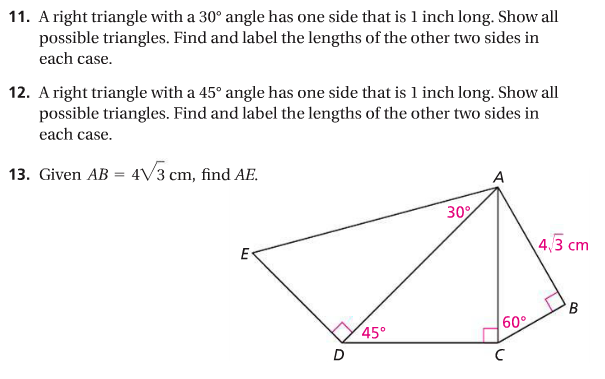 11. A right triangle with a 30° angle has one side that is 1 inch long. Show all
possible triangles. Find and label the lengths of the other two sides in
each case.
12. A right triangle with a 45° angle has one side that is 1 inch long. Show all
possible triangles. Find and label the lengths of the other two sides in
each case.
13. Given AB = 4√3 cm, find AE.
A
30°
4√3 cm
E
B
60°
45°
D
C